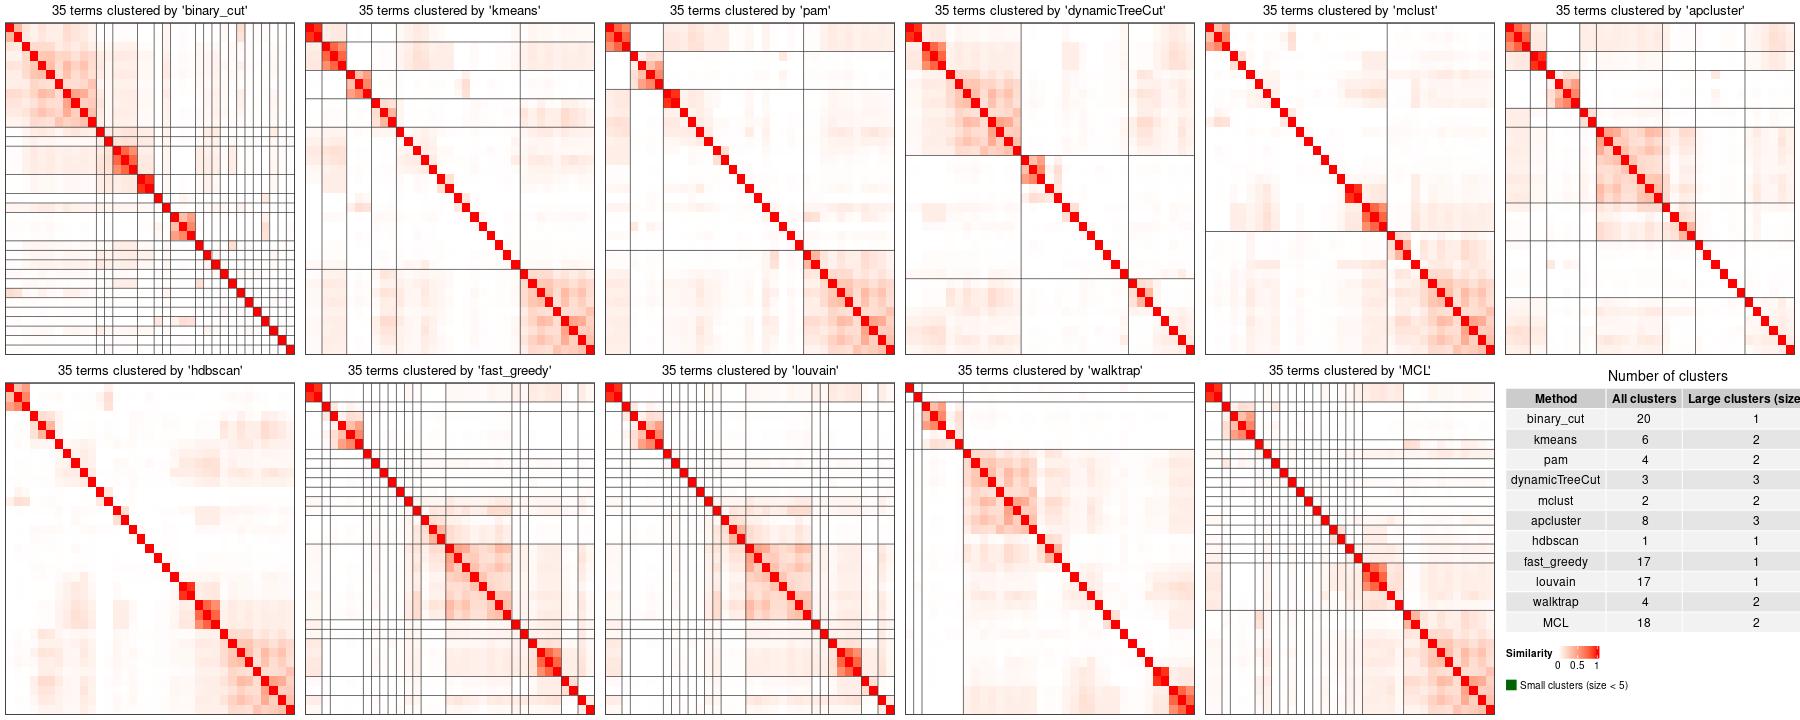 35 terms clustered by 'binary_cut'
35 terms clustered by 'kmeans'
35 terms clustered by 'pam'
35 terms clustered by 'dynamicTreeCut'
35 terms clustered by 'mclust'
35 terms clustered by 'apcluster'
35 terms clustered by 'hdbscan'
35 terms clustered by 'fast_greedy'
35 terms clustered by 'louvain'
35 terms clustered by 'walktrap'
35 terms clustered by 'MCL'
Number of clusters
Method All clusters Large clusters (size
binary_cut 20 1
kmeans 6 2
pam 4 2
dynamicTreeCut 3 3
mclust 2 2
apcluster 8 3
hdbscan 1 1
fast_greedy 17 1
louvain 17 1
walktrap 4 2
MCL 18 2
Similarity
0 0.5 1
Small clusters (size < 5)